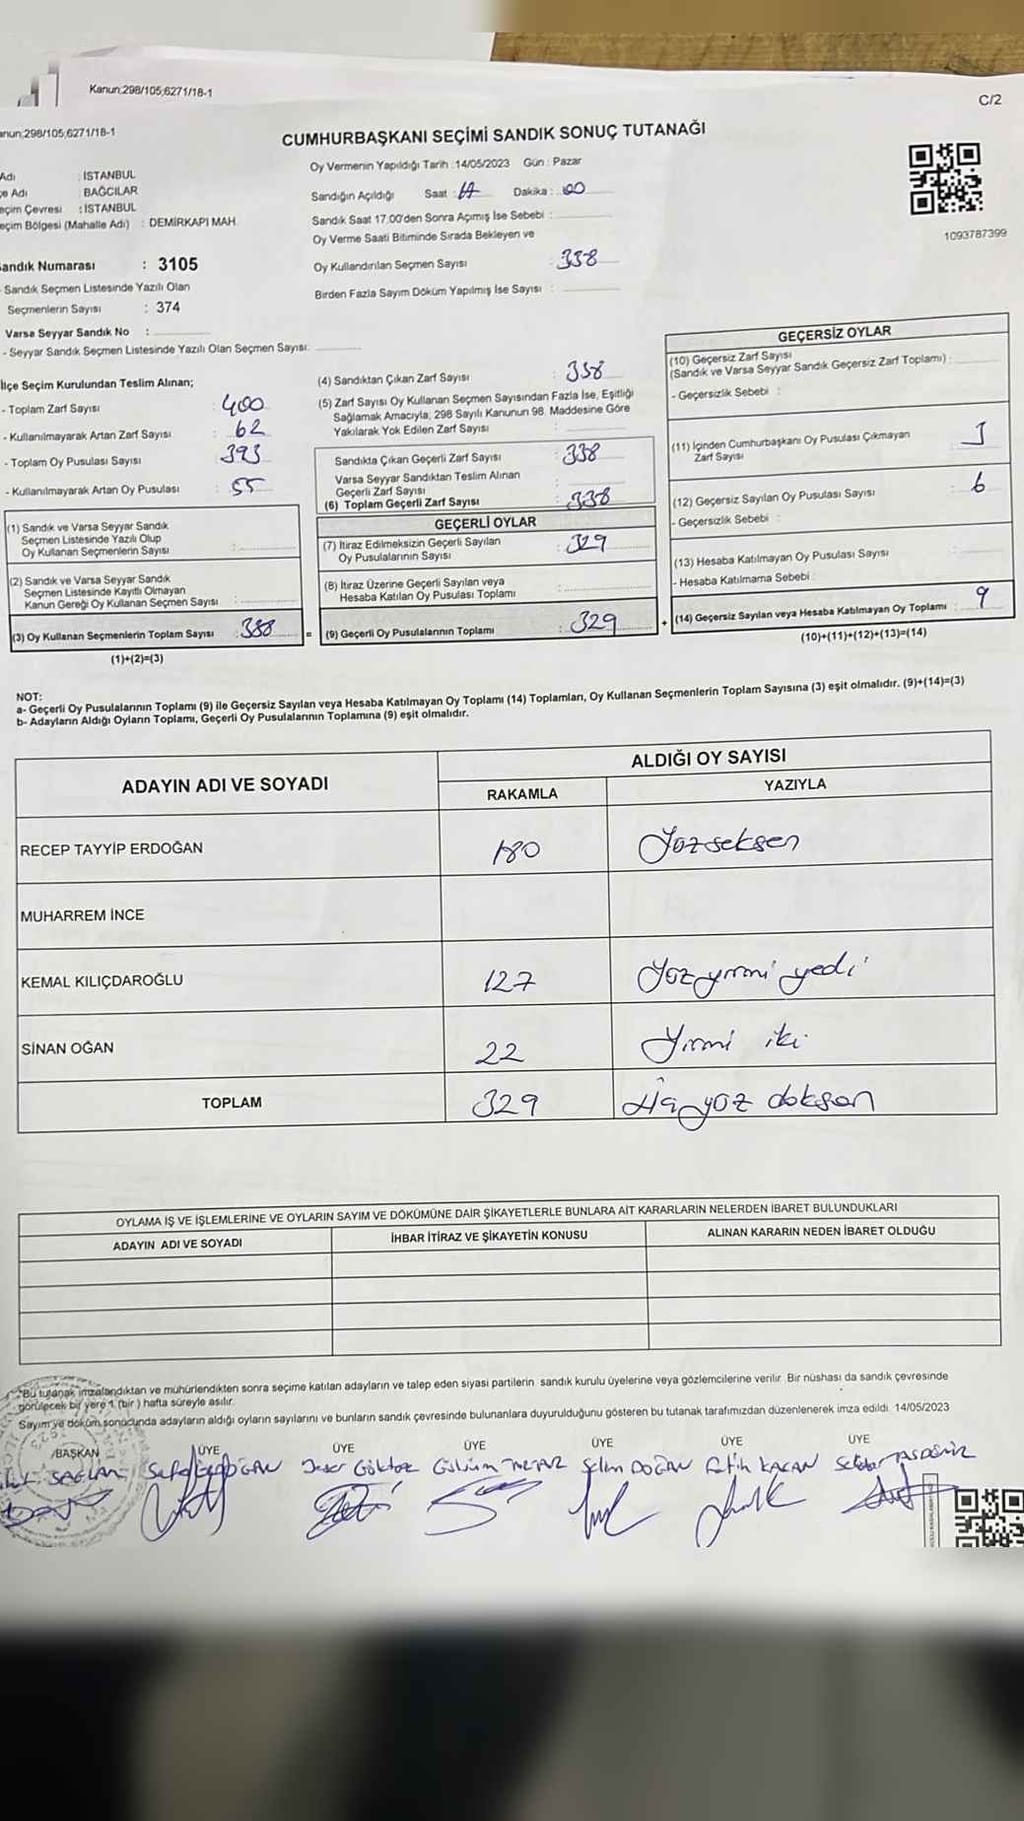 Kanun;298/105;6271/18-1
C/2
anun;298/105;6271/18-1
CUMHURBAŞKANI SEÇİMİ SANDIK SONUÇ TUTANAĞI
Adı : İSTANBUL
çe Adı : BAĞCILAR
eçim Çevresi : İSTANBUL
eçim Bölgesi (Mahalle Adı) : DEMİRKAPI MAH.
Oy Vermenin Yapıldığı Tarih :14/05/2023 Gün : Pazar
Sandığın Açıldığı Saat : 17 Dakika : 00
Sandık Saat 17.00'den Sonra Açılmış İse Sebebi :
Oy Verme Saati Bitiminde Sırada Bekleyen ve
Oy Kullandırılan Seçmen Sayısı : 338
Birden Fazla Sayım Döküm Yapılmış İse Sayısı :
1093787399
andık Numarası : 3105
- Sandık Seçmen Listesinde Yazılı Olan
Seçmenlerin Sayısı : 374
Varsa Seyyar Sandık No :
- Seyyar Sandık Seçmen Listesinde Yazılı Olan Seçmen Sayısı:
İlçe Seçim Kurulundan Teslim Alınan;
- Toplam Zarf Sayısı : 400
- Kullanılmayarak Artan Zarf Sayısı : 62
- Toplam Oy Pusulası Sayısı : 393
- Kullanılmayarak Artan Oy Pusulası : 55
(1) Sandık ve Varsa Seyyar Sandık
Seçmen Listesinde Yazılı Olup
Oy Kullanan Seçmenlerin Sayısı :
(2) Sandık ve Varsa Seyyar Sandık
Seçmen Listesinde Kayıtlı Olmayan
Kanun Gereği Oy Kullanan Seçmen Sayısı :
(3) Oy Kullanan Seçmenlerin Toplam Sayısı : 338 =
(1)+(2)=(3)
(4) Sandıktan Çıkan Zarf Sayısı : 338
(5) Zarf Sayısı Oy Kullanan Seçmen Sayısından Fazla İse, Eşitliği
Sağlamak Amacıyla, 298 Sayılı Kanunun 98. Maddesine Göre
Yakılarak Yok Edilen Zarf Sayısı :
Sandıkta Çıkan Geçerli Zarf Sayısı : 338
Varsa Seyyar Sandıktan Teslim Alınan
Geçerli Zarf Sayısı :
(6) Toplam Geçerli Zarf Sayısı : 338
GEÇERLİ OYLAR
(7) İtiraz Edilmeksizin Geçerli Sayılan
Oy Pusulalarının Sayısı : 329
(8) İtiraz Üzerine Geçerli Sayılan veya
Hesaba Katılan Oy Pusulası Toplamı :
(9) Geçerli Oy Pusulalarının Toplamı : 329 +
GEÇERSİZ OYLAR
(10) Geçersiz Zarf Sayısı
(Sandık ve Varsa Seyyar Sandık Geçersiz Zarf Toplamı) :
- Geçersizlik Sebebi :
(11) İçinden Cumhurbaşkanı Oy Pusulası Çıkmayan
Zarf Sayısı :
(12) Geçersiz Sayılan Oy Pusulası Sayısı : 6
- Geçersizlik Sebebi :
(13) Hesaba Katılmayan Oy Pusulası Sayısı :
- Hesaba Katılmama Sebebi :
(14) Geçersiz Sayılan veya Hesaba Katılmayan Oy Toplamı : 9
(10)+(11)+(12)+(13)=(14)
NOT:
a- Geçerli Oy Pusulalarının Toplamı (9) ile Geçersiz Sayılan veya Hesaba Katılmayan Oy Toplamı (14) Toplamları, Oy Kullanan Seçmenlerin Toplam Sayısına (3) eşit olmalıdır. (9)+(14)=(3)
b- Adayların Aldığı Oyların Toplamı, Geçerli Oy Pusulalarının Toplamına (9) eşit olmalıdır.
ADAYIN ADI VE SOYADI ALDIĞI OY SAYISI
RAKAMLA YAZIYLA
RECEP TAYYİP ERDOĞAN 180 Yüzseksen
MUHARREM İNCE
KEMAL KILIÇDAROĞLU 127 Yüzyirmi yedi
SİNAN OĞAN 22 Yirmi iki
TOPLAM 329 yüz doksan
OYLAMA İŞ VE İŞLEMLERİNE VE OYLARIN SAYIM VE DÖKÜMÜNE DAİR ŞİKAYETLERLE BUNLARA AİT KARARLARIN NELERDEN İBARET BULUNDUKLARI
ADAYIN ADI VE SOYADI İHBAR İTİRAZ VE ŞİKAYETİN KONUSU ALINAN KARARIN NEDEN İBARET OLDUĞU
"Bu tutanak imzalandıktan ve mühürlendikten sonra seçime katılan adayların ve talep eden siyasi partilerin sandık kurulu üyelerine veya gözlemcilerine verilir. Bir nüshası da sandık çevresinde
görülecek bir yere 1 (bir ) hafta süreyle asılır.
Sayım ve döküm sonucunda adayların aldığı oyların sayılarını ve bunların sandık çevresinde bulunanlara duyurulduğunu gösteren bu tutanak tarafımızdan düzenlenerek imza edildi. 14/05/2023
BAŞKAN ÜYE ÜYE ÜYE ÜYE ÜYE ÜYE
SAĞLAM Göktaş Gülsüm Selim DOĞAN Fatih KAÇAN